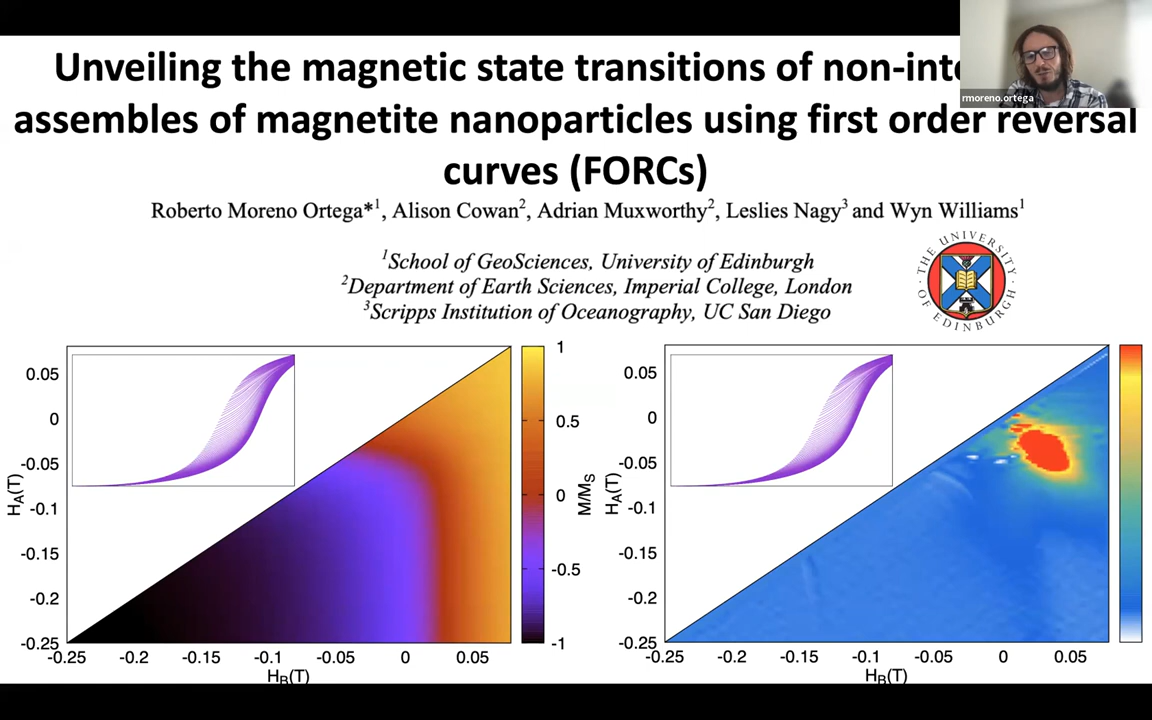 Unveiling the magnetic state transitions of non-inte
rmoreno.ortega
assembles of magnetite nanoparticles using first order reversal
curves (FORCs)
Roberto Moreno Ortega*1, Alison Cowan2, Adrian Muxworthy2, Leslies Nagy3 and Wyn Williams1
1School of GeoSciences, University of Edinburgh
2Department of Earth Sciences, Imperial College, London
3Scripps Institution of Oceanography, UC San Diego
THE UNIVERSITY OF EDINBURGH
0.05
0
-0.05
-0.1
-0.15
-0.2
-0.25
HA(T)
-0.25 -0.2 -0.15 -0.1 -0.05 0 0.05
HB(T)
1
0.5
0
-0.5
-1
M/MS
0.05
0
-0.05
-0.1
-0.15
-0.2
-0.25
HA(T)
-0.25 -0.2 -0.15 -0.1 -0.05 0 0.05
HB(T)